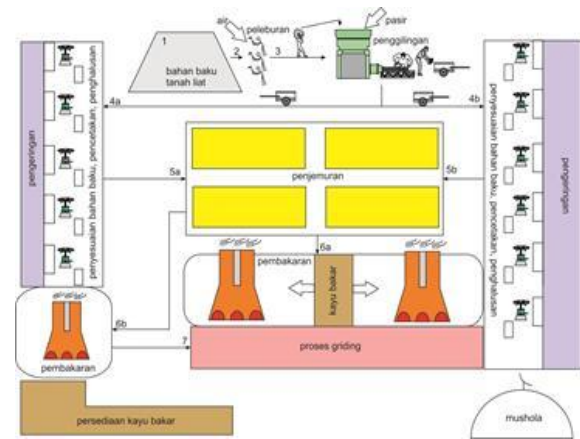 air
peleburan
pasir
1
bahan baku
tanah liat
2
3
penggilingan
4a
4b
pengeringan
penyesuaian bahan baku, pencetakan, penghalusan
5a
penjemuran
5b
penyesuaian bahan baku, pencetakan, penghalusan
pengeringan
6a
pembakaran
kayu bakar
6b
7
proses griding
pembakaran
persediaan kayu bakar
mushola